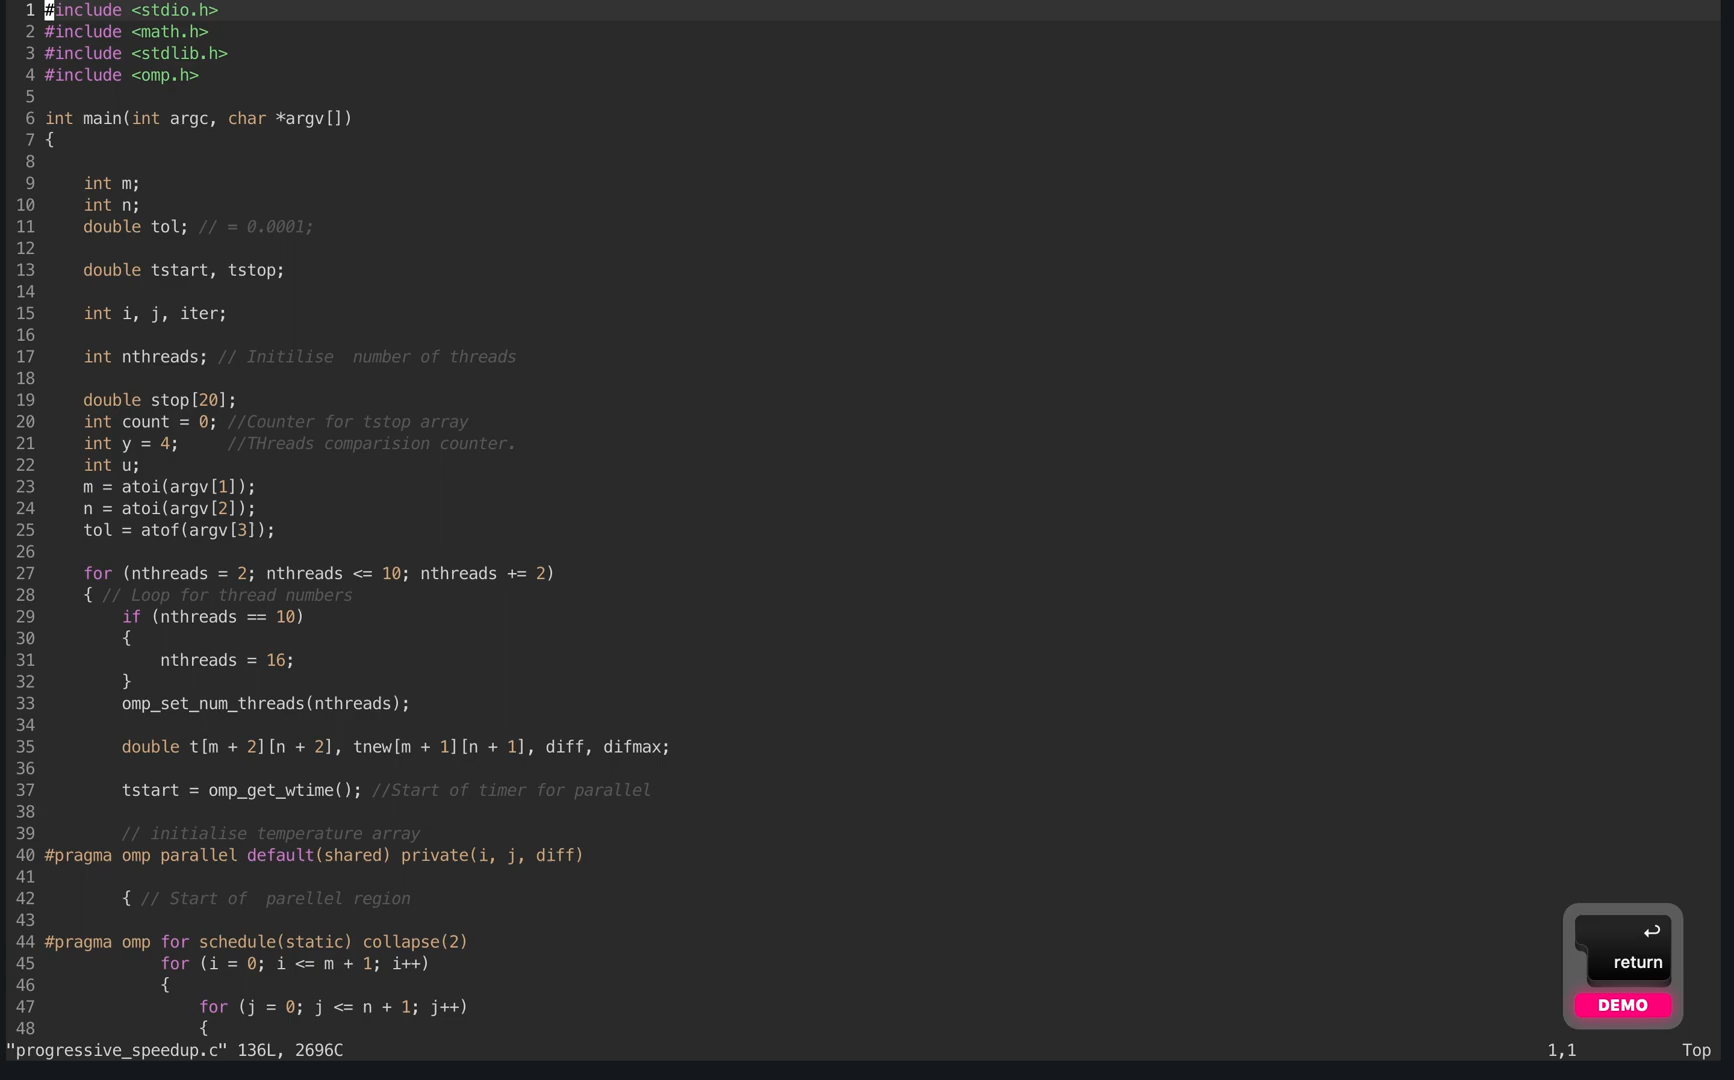 1 #include <stdio.h>
2 #include <math.h>
3 #include <stdlib.h>
4 #include <omp.h>
5
6 int main(int argc, char *argv[])
7 {
8
9     int m;
10     int n;
11     double tol; // = 0.0001;
12
13     double tstart, tstop;
14
15     int i, j, iter;
16
17     int nthreads; // Initilise  number of threads
18
19     double stop[20];
20     int count = 0; //Counter for tstop array
21     int y = 4;     //THreads comparision counter.
22     int u;
23     m = atoi(argv[1]);
24     n = atoi(argv[2]);
25     tol = atof(argv[3]);
26
27     for (nthreads = 2; nthreads <= 10; nthreads += 2)
28     { // Loop for thread numbers
29         if (nthreads == 10)
30         {
31             nthreads = 16;
32         }
33         omp_set_num_threads(nthreads);
34
35         double t[m + 2][n + 2], tnew[m + 1][n + 1], diff, difmax;
36
37         tstart = omp_get_wtime(); //Start of timer for parallel
38
39         // initialise temperature array
40 #pragma omp parallel default(shared) private(i, j, diff)
41
42         { // Start of  parellel region
43
44 #pragma omp for schedule(static) collapse(2)
45             for (i = 0; i <= m + 1; i++)
46             {
47                 for (j = 0; j <= n + 1; j++)
48                 {
"progressive_speedup.c" 136L, 2696C 1,1 Top
↩
return
DEMO